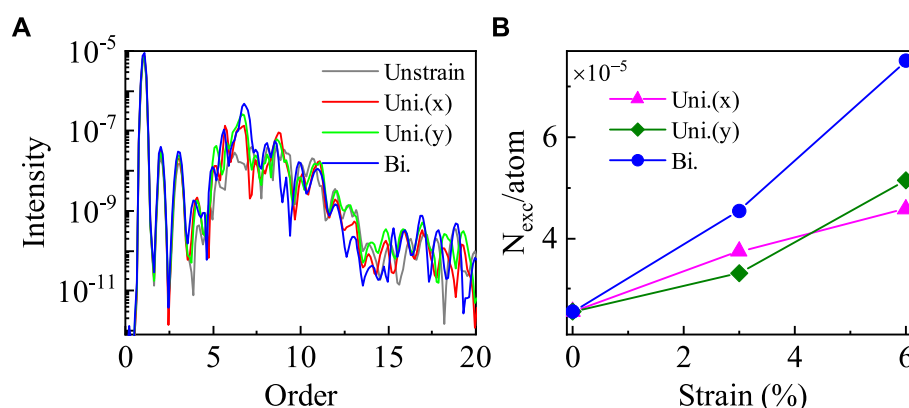 A
B
10⁻⁵
10⁻⁷
10⁻⁹
10⁻¹¹
Intensity
Unstrain
Uni.(x)
Uni.(y)
Bi.
0 5 10 15 20
Order
×10⁻⁵
Uni.(x)
Uni.(y)
Bi.
6
4
N_exc/atom
0 2 4 6
Strain (%)